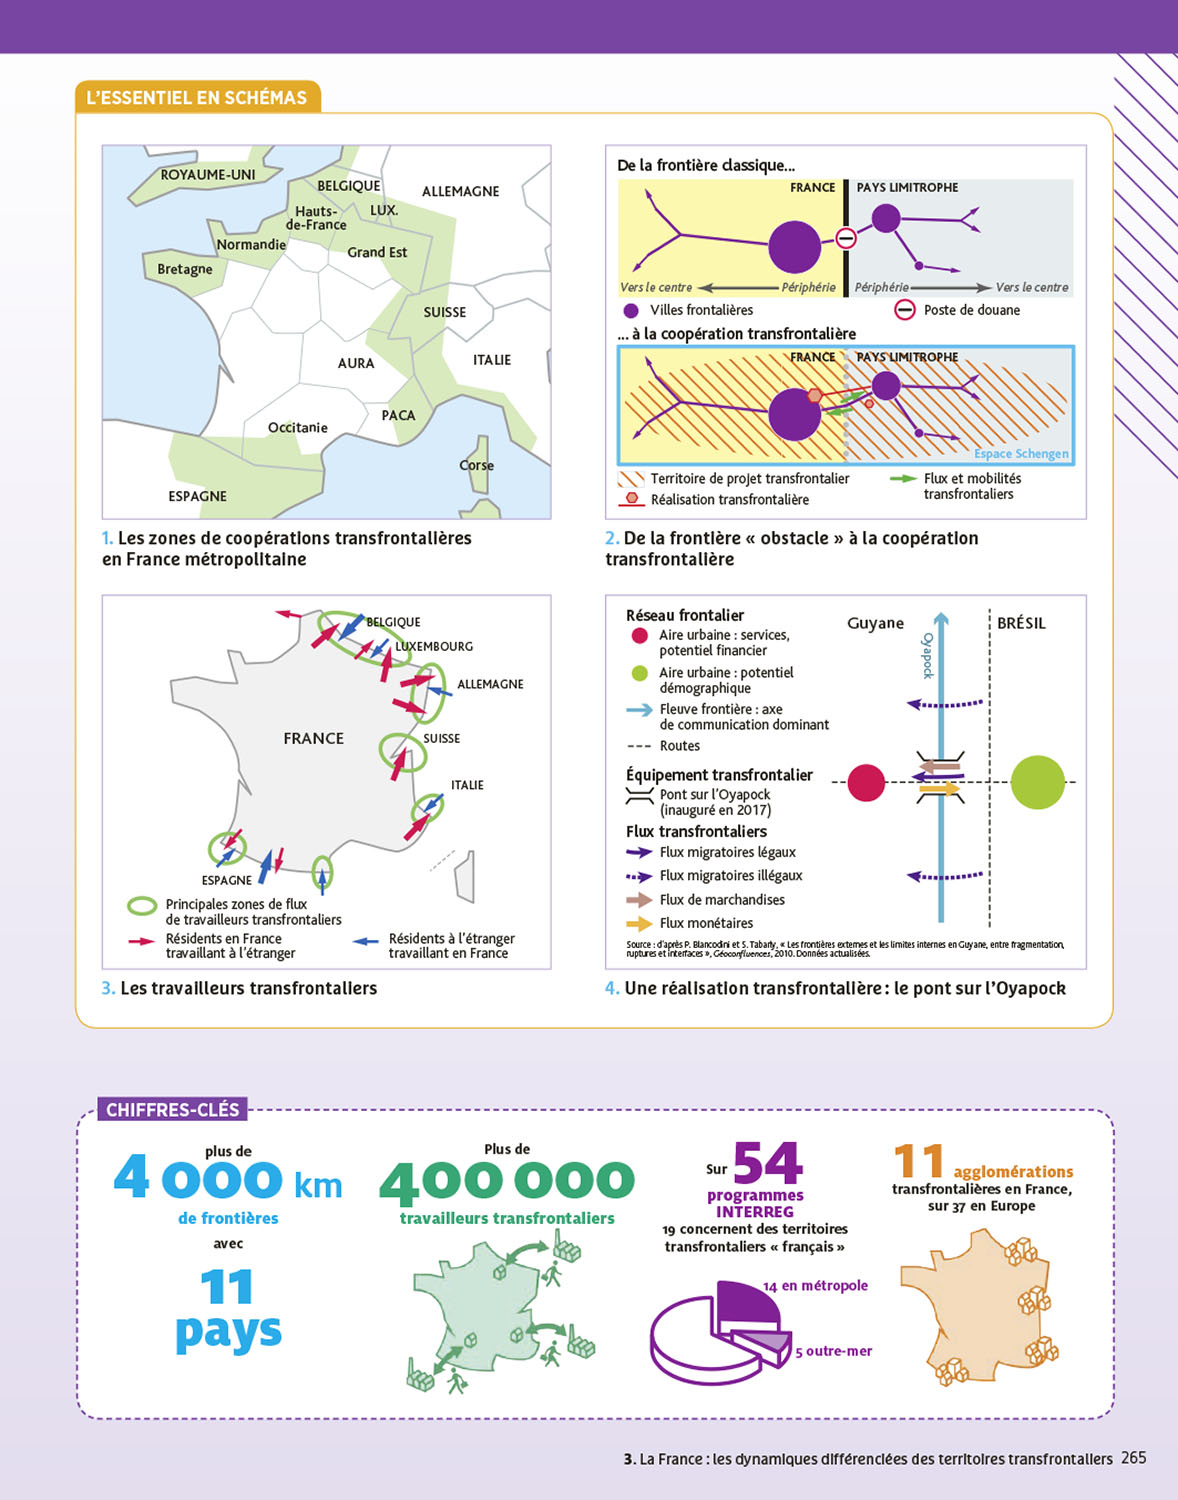 L'ESSENTIEL EN SCHÉMAS
ROYAUME-UNI
BELGIQUE
ALLEMAGNE
LUX.
Hauts-
de-France
Normandie
Grand Est
Bretagne
SUISSE
AURA
ITALIE
PACA
Occitanie
Corse
ESPAGNE
1. Les zones de coopérations transfrontalières
en France métropolitaine
De la frontière classique...
FRANCE
PAYS LIMITROPHE
Vers le centre
Périphérie
Périphérie
Vers le centre
Villes frontalières
Poste de douane
... à la coopération transfrontalière
FRANCE
PAYS LIMITROPHE
Espace Schengen
Territoire de projet transfrontalier
Réalisation transfrontalière
Flux et mobilités
transfrontaliers
2. De la frontière « obstacle » à la coopération
transfrontalière
BELGIQUE
LUXEMBOURG
ALLEMAGNE
FRANCE
SUISSE
ITALIE
ESPAGNE
Principales zones de flux
de travailleurs transfrontaliers
Résidents en France
travaillant à l'étranger
Résidents à l'étranger
travaillant en France
3. Les travailleurs transfrontaliers
Réseau frontalier
Aire urbaine : services,
potentiel financier
Aire urbaine : potentiel
démographique
Fleuve frontière : axe
de communication dominant
Routes
Équipement transfrontalier
Pont sur l'Oyapock
(inauguré en 2017)
Flux transfrontaliers
Flux migratoires légaux
Flux migratoires illégaux
Flux de marchandises
Flux monétaires
Guyane
Oyapock
BRÉSIL
Source : d'après P. Blancodini et S. Tabarly, « Les frontières externes et les limites internes en Guyane, entre fragmentation,
ruptures et interfaces », Géoconfluences, 2010. Données actualisées.
4. Une réalisation transfrontalière : le pont sur l'Oyapock
CHIFFRES-CLÉS
plus de
4 000 km
de frontières
avec
11
pays
Plus de
400 000
travailleurs transfrontaliers
Sur 54
programmes
INTERREG
19 concernent des territoires
transfrontaliers « français »
14 en métropole
5 outre-mer
11 agglomérations
transfrontalières en France,
sur 37 en Europe
3. La France : les dynamiques différenciées des territoires transfrontaliers 265